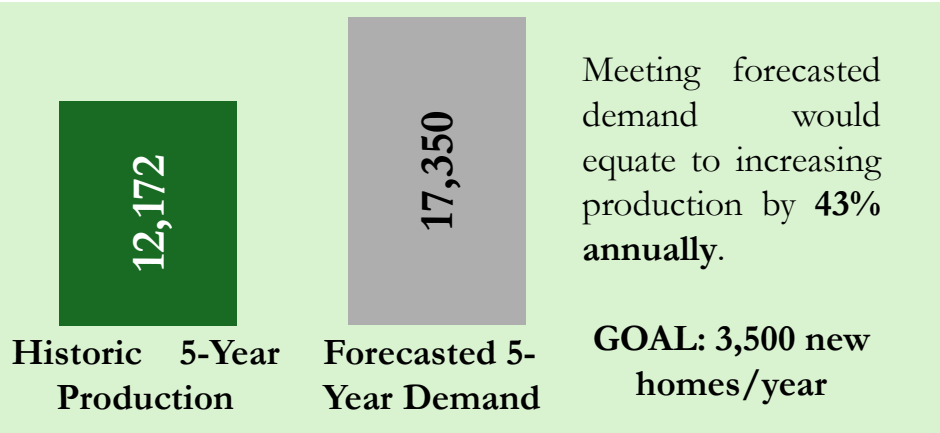 12,172
Historic 5-Year
Production
17,350
Forecasted 5-
Year Demand
Meeting forecasted
demand would
equate to increasing
production by 43%
annually.
GOAL: 3,500 new
homes/year